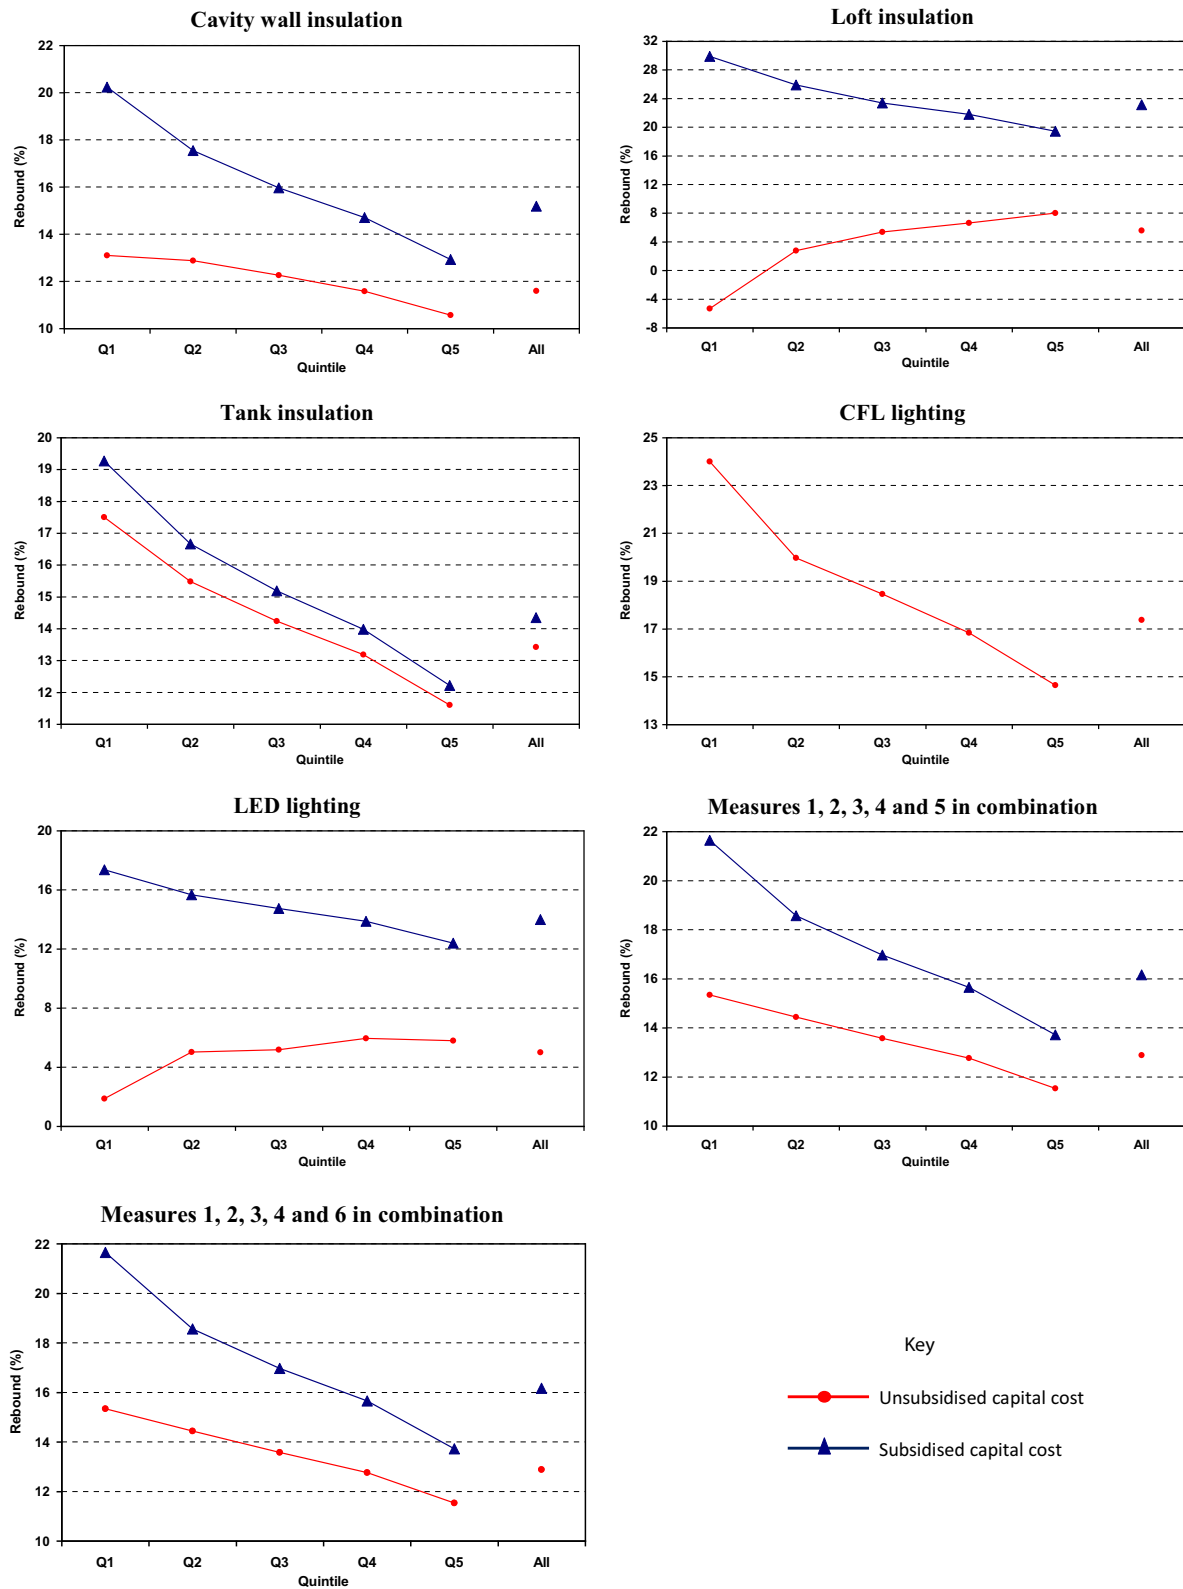 Cavity wall insulation
22
20
18
16
14
12
10
Rebound (%)
Q1 Q2 Q3 Q4 Q5 All
Quintile
Loft insulation
32
28
24
20
16
12
8
4
0
-4
-8
Rebound (%)
Q1 Q2 Q3 Q4 Q5 All
Quintile
Tank insulation
20
19
18
17
16
15
14
13
12
11
Rebound (%)
Q1 Q2 Q3 Q4 Q5 All
Quintile
CFL lighting
25
23
21
19
17
15
13
Rebound (%)
Q1 Q2 Q3 Q4 Q5 All
Quintile
LED lighting
20
16
12
8
4
0
Rebound (%)
Q1 Q2 Q3 Q4 Q5 All
Quintile
Measures 1, 2, 3, 4 and 5 in combination
22
20
18
16
14
12
10
Rebound (%)
Q1 Q2 Q3 Q4 Q5 All
Quintile
Measures 1, 2, 3, 4 and 6 in combination
22
20
18
16
14
12
10
Rebound (%)
Q1 Q2 Q3 Q4 Q5 All
Quintile
Key
Unsubsidised capital cost
Subsidised capital cost